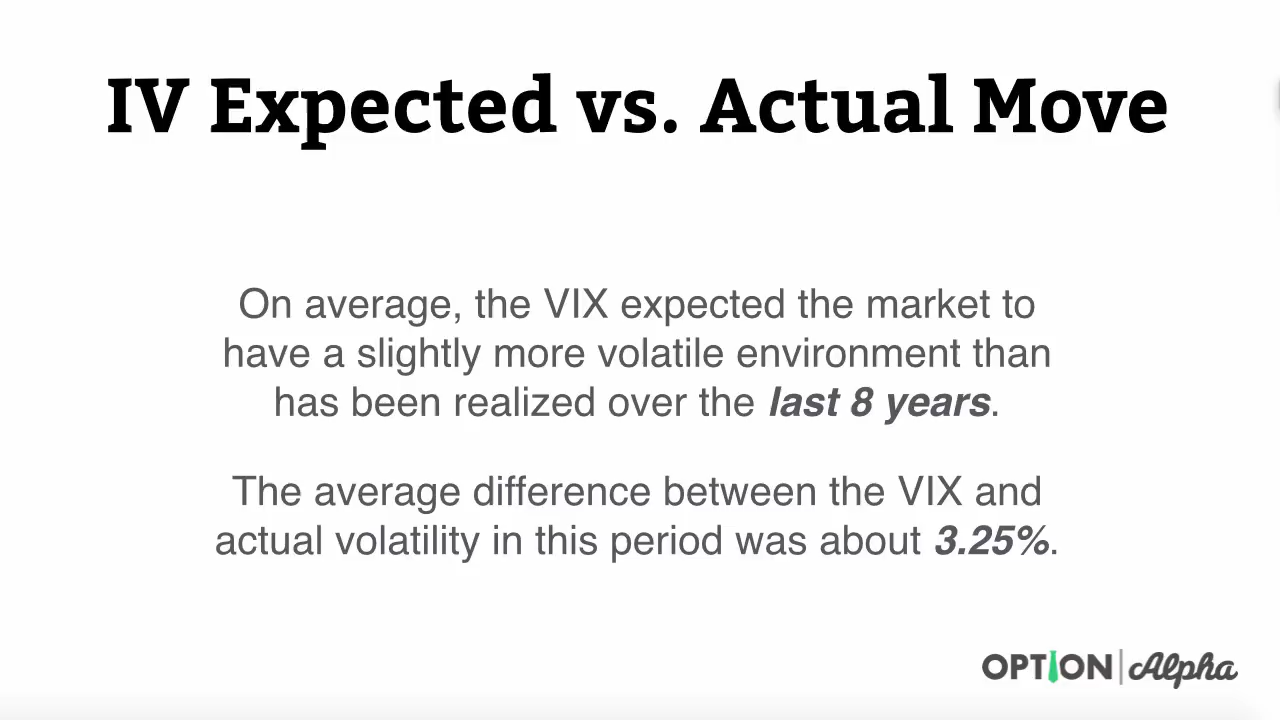 IV Expected vs. Actual Move
On average, the VIX expected the market to
have a slightly more volatile environment than
has been realized over the last 8 years.
The average difference between the VIX and
actual volatility in this period was about 3.25%.
OPTION | Alpha